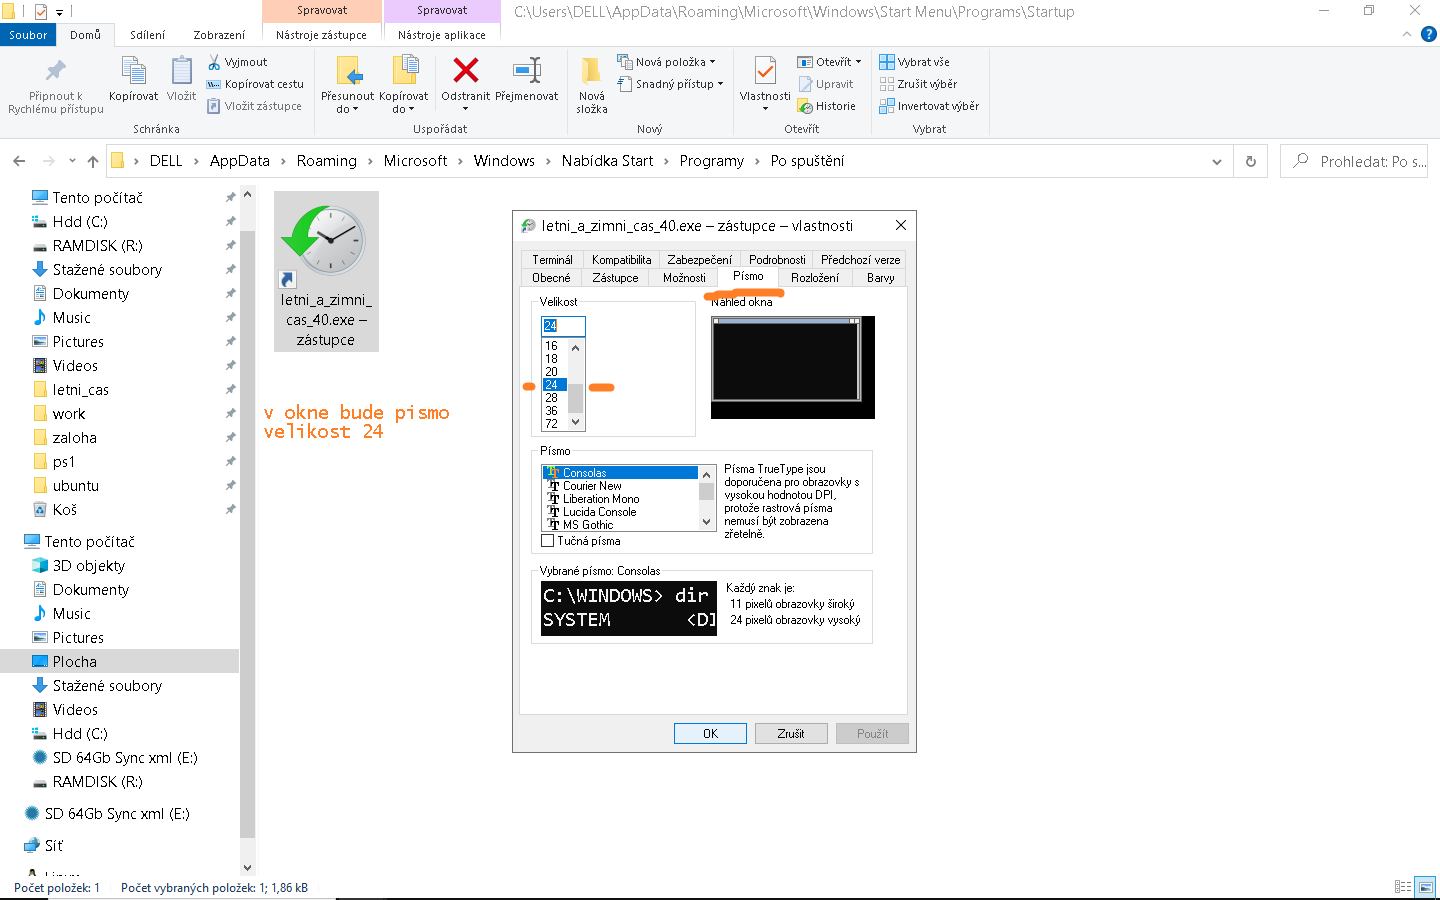 Spravovat
Spravovat
C:\Users\DELL\AppData\Roaming\Microsoft\Windows\Start Menu\Programs\Startup
Soubor
Domů
Sdílení
Zobrazení
Nástroje zástupce
Nástroje aplikace
Připnout k
Rychlému přístupu
Kopírovat
Vložit
Vyjmout
Kopírovat cestu
Vložit zástupce
Schránka
Přesunout
do
Kopírovat
do
Odstranit
Přejmenovat
Uspořádat
Nová
složka
Nová položka
Snadný přístup
Nový
Vlastnosti
Otevřít
Upravit
Historie
Otevřít
Vybrat vše
Zrušit výběr
Invertovat výběr
Vybrat
DELL › AppData › Roaming › Microsoft › Windows › Nabídka Start › Programy › Po spuštění
Prohledat: Po s...
Tento počítač
Hdd (C:)
RAMDISK (R:)
Stažené soubory
Dokumenty
Music
Pictures
Videos
letni_cas
work
zaloha
ps1
ubuntu
Koš
Tento počítač
3D objekty
Dokumenty
Music
Pictures
Plocha
Stažené soubory
Videos
Hdd (C:)
SD 64Gb Sync xml (E:)
RAMDISK (R:)
SD 64Gb Sync xml (E:)
Síť
letni_a_zimni_
cas_40.exe –
zástupce
v okne bude pismo
velikost 24
letni_a_zimni_cas_40.exe – zástupce – vlastnosti
Terminál
Kompatibilita
Zabezpečení
Podrobnosti
Předchozí verze
Obecné
Zástupce
Možnosti
Písmo
Rozložení
Barvy
Velikost
24
16
18
20
24
28
36
72
Náhled okna
Písmo
Consolas
Courier New
Liberation Mono
Lucida Console
MS Gothic
Tučná písma
Písma TrueType jsou
doporučena pro obrazovky s
vysokou hodnotou DPI,
protože rastrová písma
nemusí být zobrazena
zřetelně.
Vybrané písmo: Consolas
C:\WINDOWS> dir
SYSTEM <D]
Každý znak je:
11 pixelů obrazovky široký
24 pixelů obrazovky vysoký
OK
Zrušit
Použít
Počet položek: 1
Počet vybraných položek: 1; 1,86 kB